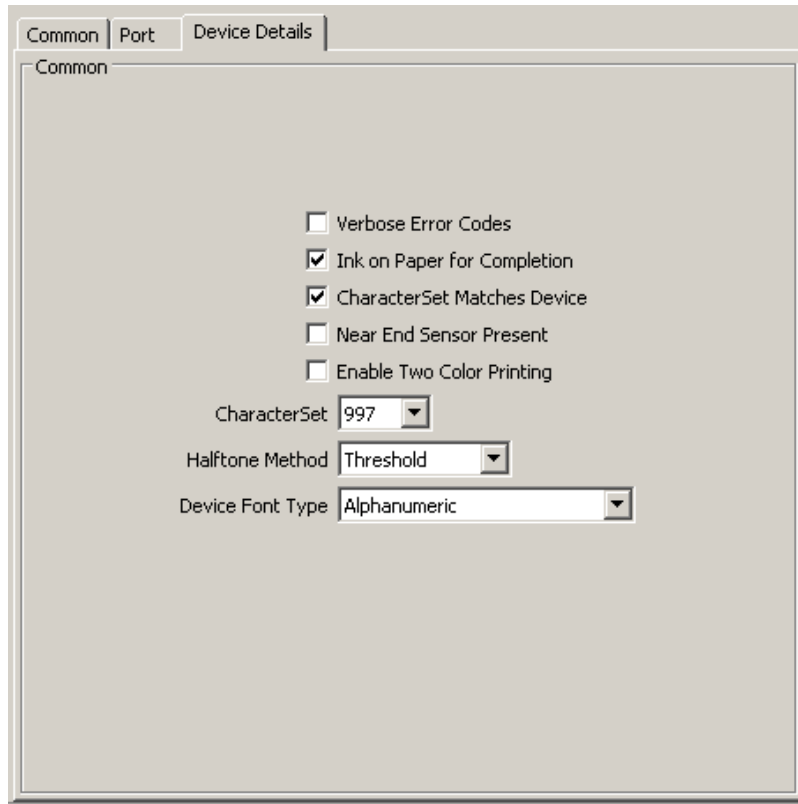 Common Port Device Details
Common
Verbose Error Codes
Ink on Paper for Completion
CharacterSet Matches Device
Near End Sensor Present
Enable Two Color Printing
CharacterSet 997
Halftone Method Threshold
Device Font Type Alphanumeric